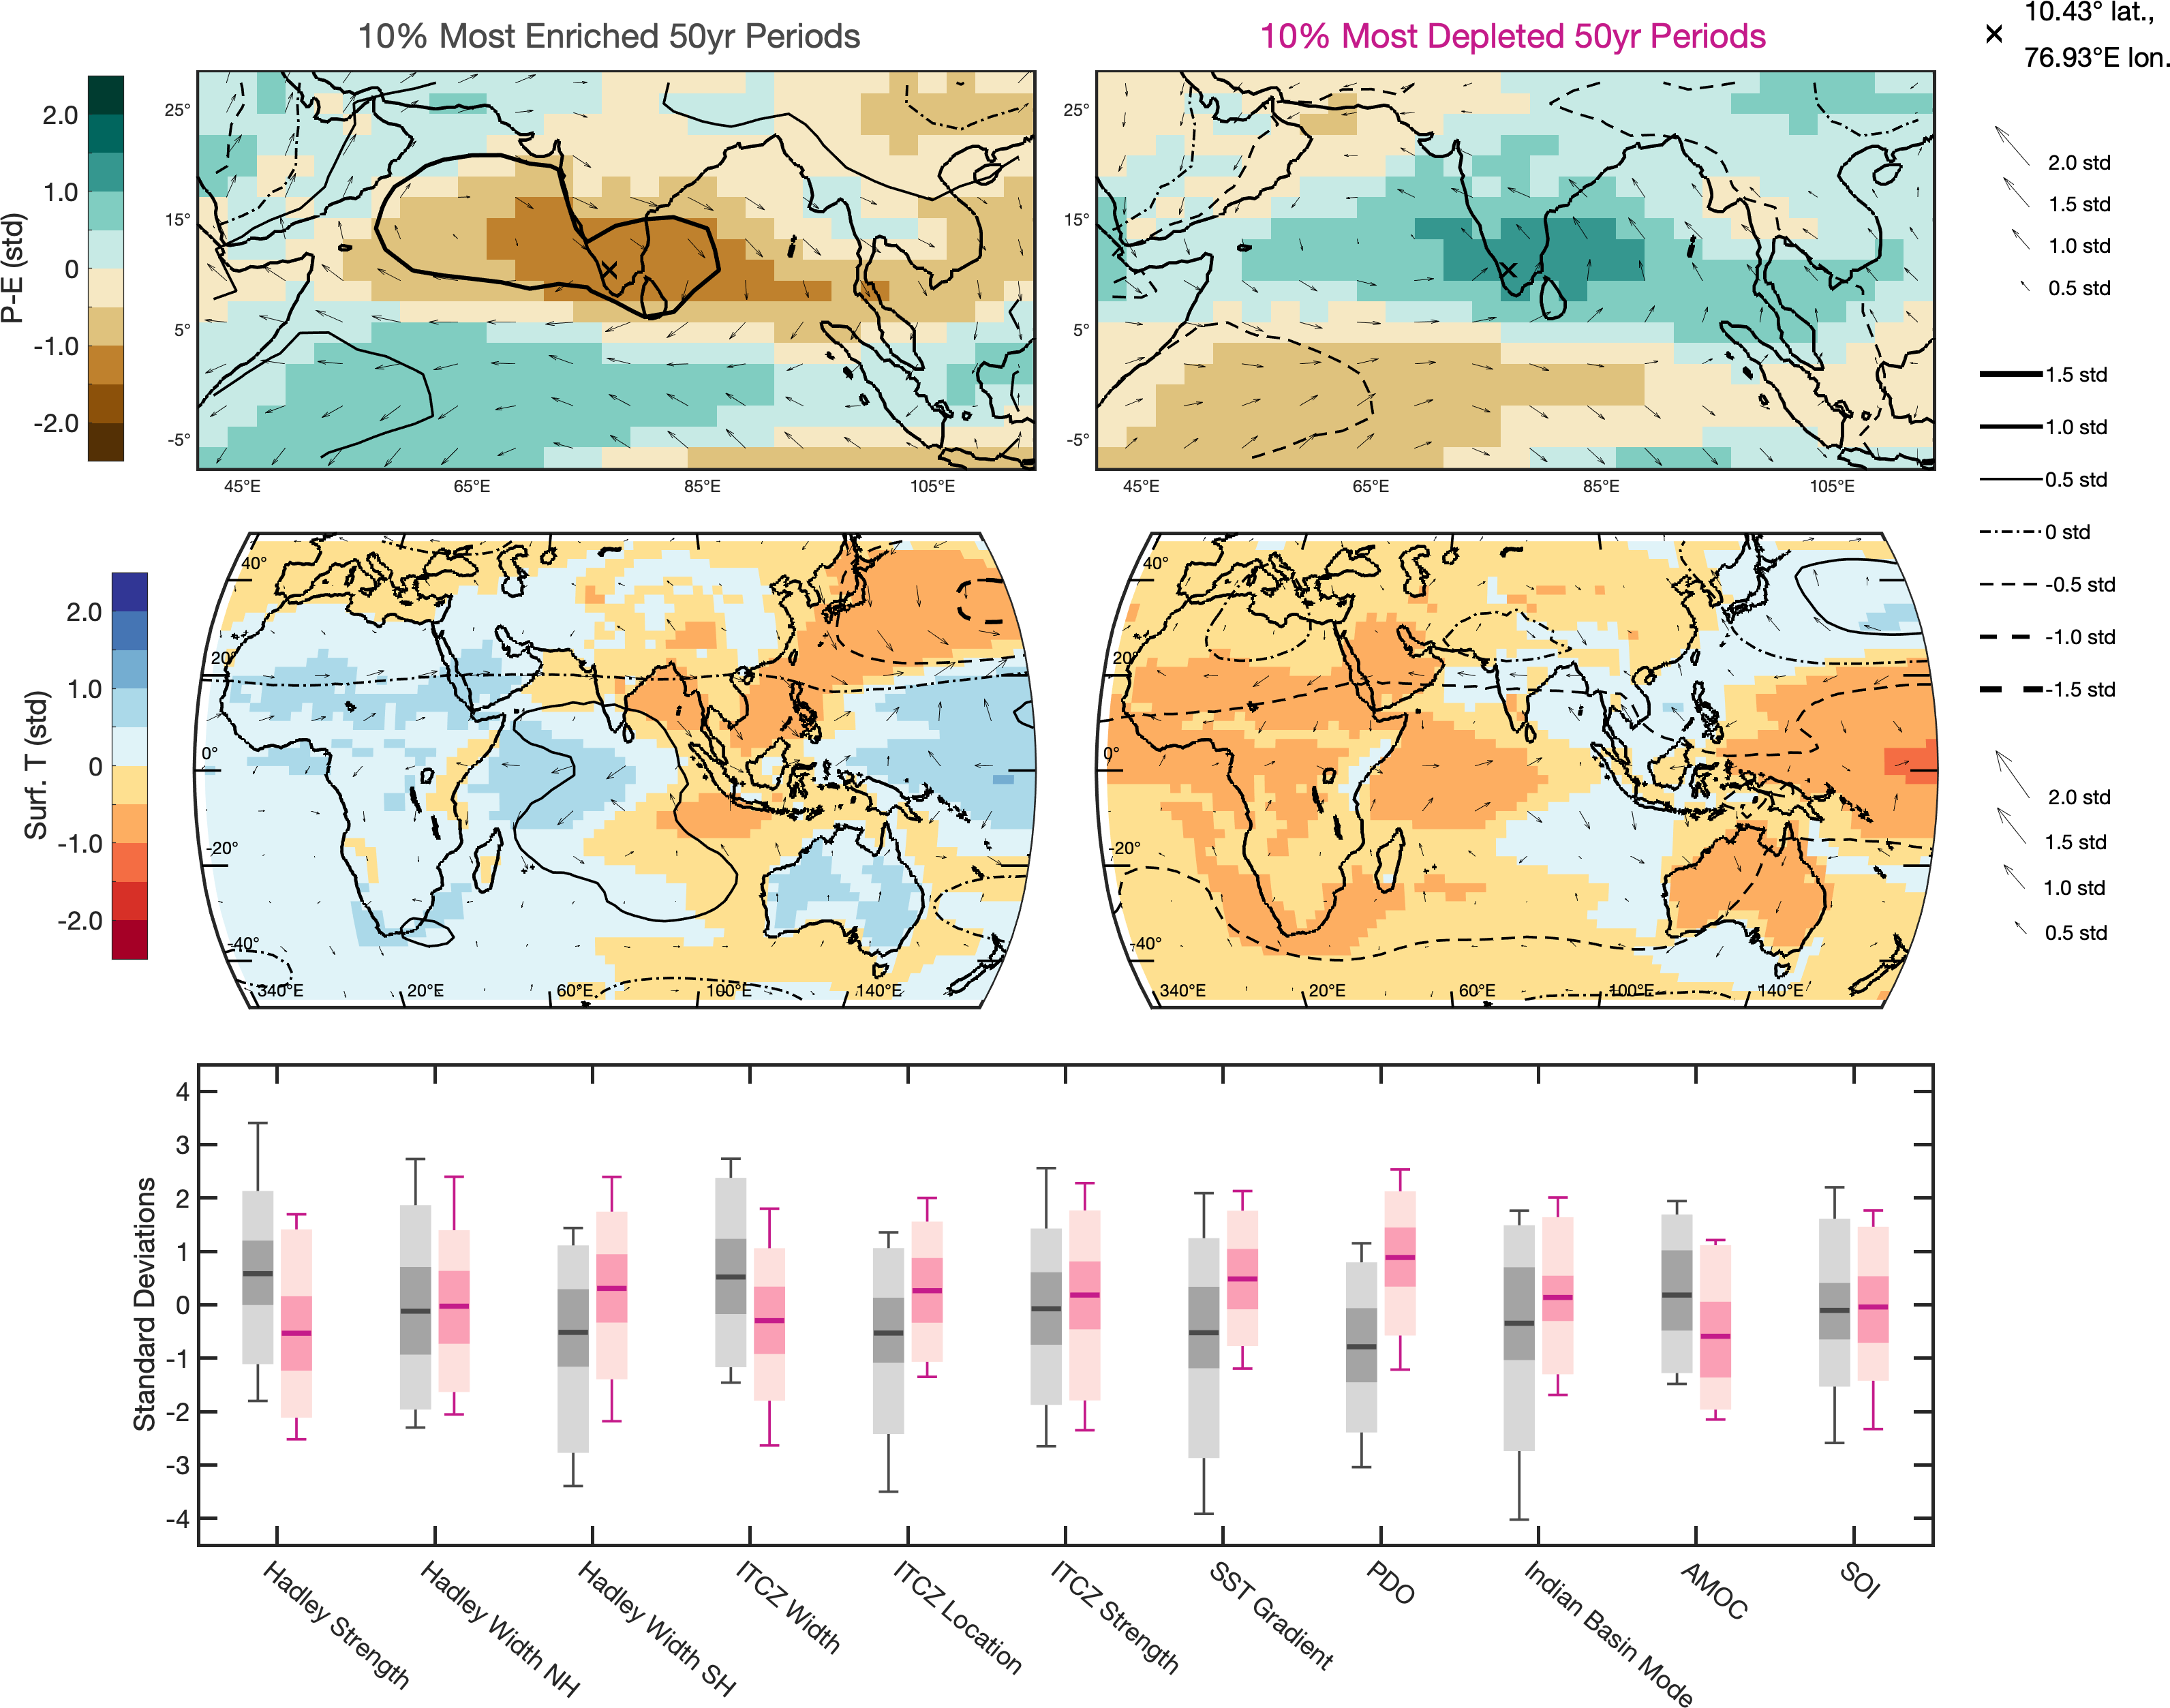 10% Most Enriched 50yr Periods
10% Most Depleted 50yr Periods
10.43° lat.,
76.93°E lon.
P-E (std)
2.0
1.0
0
-1.0
-2.0
25°
15°
5°
-5°
45°E
65°E
85°E
105°E
25°
15°
5°
-5°
45°E
65°E
85°E
105°E
2.0 std
1.5 std
1.0 std
0.5 std
1.5 std
1.0 std
0.5 std
0 std
-0.5 std
-1.0 std
-1.5 std
Surf. T (std)
2.0
1.0
0
-1.0
-2.0
40°
20°
0°
-20°
-40°
340°E
20°E
60°E
100°E
140°E
40°
20°
0°
-20°
-40°
340°E
20°E
60°E
100°E
140°E
2.0 std
1.5 std
1.0 std
0.5 std
Standard Deviations
4
3
2
1
0
-1
-2
-3
-4
Hadley Strength
Hadley Width NH
Hadley Width SH
ITCZ Width
ITCZ Location
ITCZ Strength
SST Gradient
PDO
Indian Basin Mode
AMOC
SOI